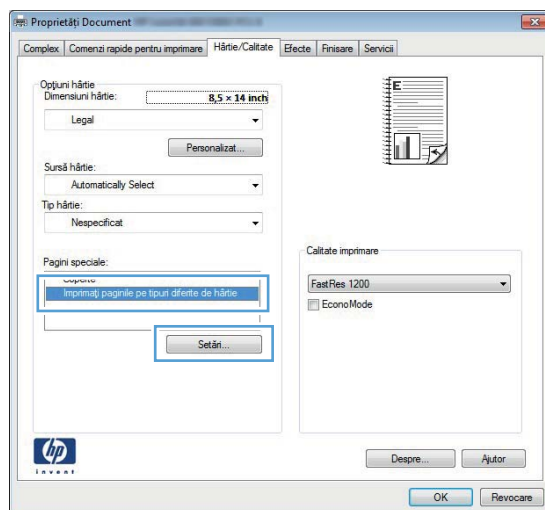 Proprietăți Document
Complex Comenzi rapide pentru imprimare Hârtie/Calitate Efecte Finisare Servicii
Opțiuni hârtie
Dimensiuni hârtie: 8,5 × 14 inch
Legal
Personalizat...
Sursă hârtie:
Automatically Select
Tip hârtie:
Nespecificat
Pagini speciale:
Coperte
Imprimați paginile pe tipuri diferite de hârtie
Setări...
E
Calitate imprimare
FastRes 1200
EconoMode
hp
invent
Despre... Ajutor
OK Revocare